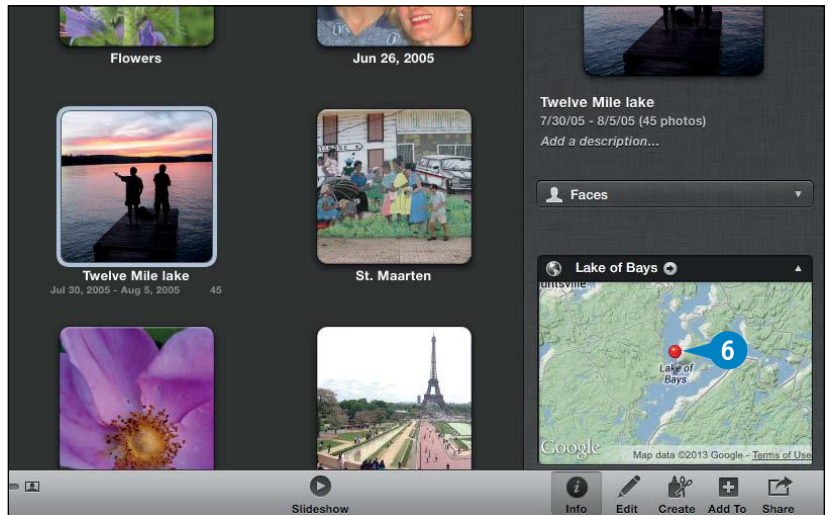 Flowers
Jun 26, 2005
Twelve Mile lake
Jul 30, 2005 - Aug 5, 2005 45
St. Maarten
Slideshow
Twelve Mile lake
7/30/05 - 8/5/05 (45 photos)
Add a description...
Faces
Lake of Bays
untsville
6
Lake of
Bays
Google
Map data ©2013 Google - Terms of Use
Info Edit Create Add To Share